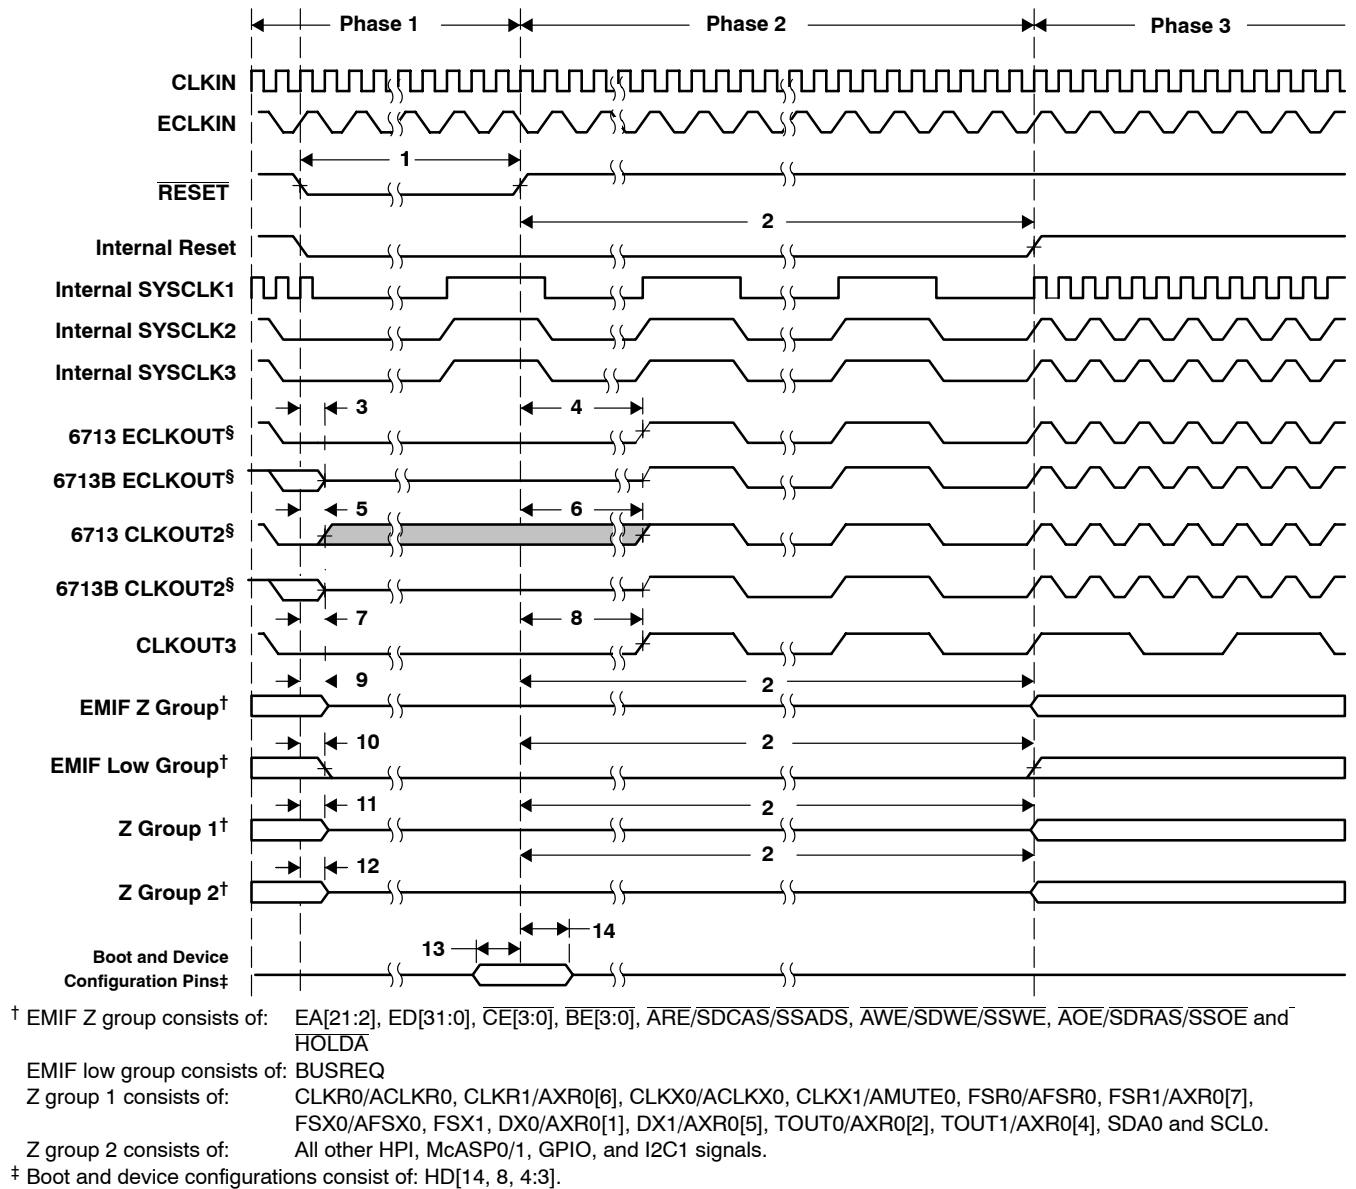 Phase 1 Phase 2 Phase 3
CLKIN
ECLKIN
1
RESET
2
Internal Reset
Internal SYSCLK1
Internal SYSCLK2
Internal SYSCLK3
3 4
6713 ECLKOUT§
6713B ECLKOUT§
5 6
6713 CLKOUT2§
6713B CLKOUT2§
7 8
CLKOUT3
9 2
EMIF Z Group†
10 2
EMIF Low Group†
11 2
Z Group 1†
2
12
Z Group 2†
14
13
Boot and Device
Configuration Pins‡
† EMIF Z group consists of: EA[21:2], ED[31:0], CE[3:0], BE[3:0], ARE/SDCAS/SSADS, AWE/SDWE/SSWE, AOE/SDRAS/SSOE and
HOLDA
EMIF low group consists of: BUSREQ
Z group 1 consists of: CLKR0/ACLKR0, CLKR1/AXR0[6], CLKX0/ACLKX0, CLKX1/AMUTE0, FSR0/AFSR0, FSR1/AXR0[7],
FSX0/AFSX0, FSX1, DX0/AXR0[1], DX1/AXR0[5], TOUT0/AXR0[2], TOUT1/AXR0[4], SDA0 and SCL0.
Z group 2 consists of: All other HPI, McASP0/1, GPIO, and I2C1 signals.
‡ Boot and device configurations consist of: HD[14, 8, 4:3].